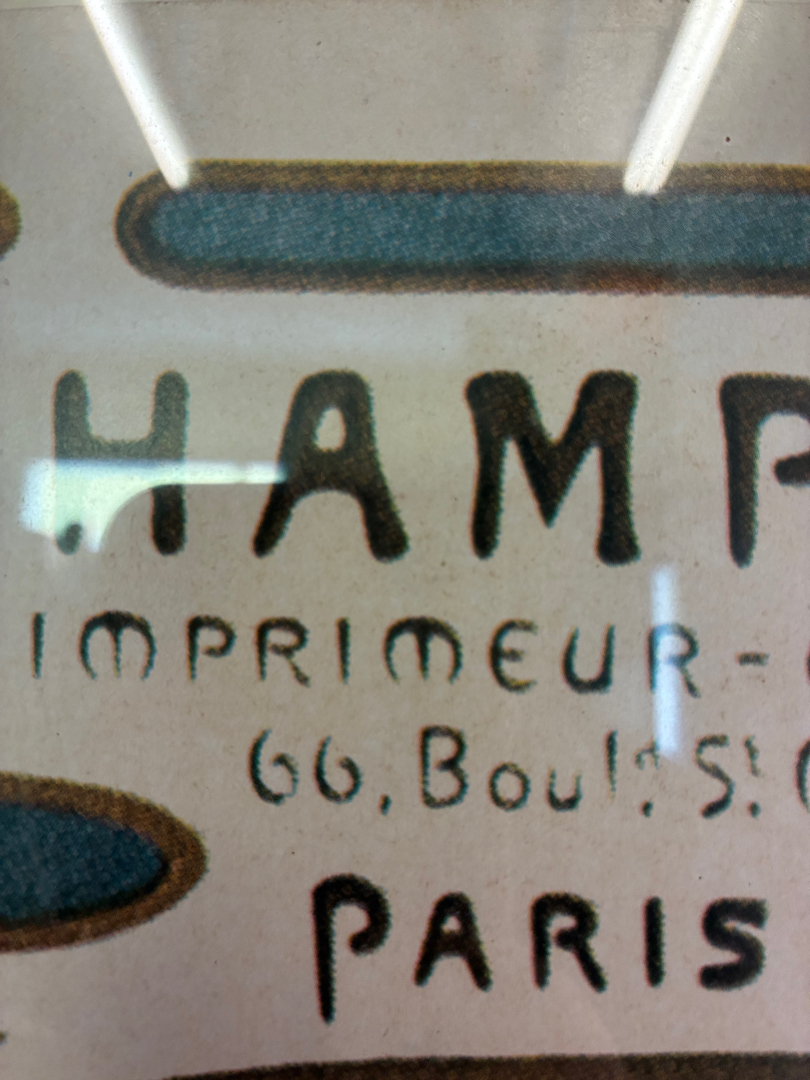 HAMP
IMPRIMEUR-
66, Boul? S!
PARIS